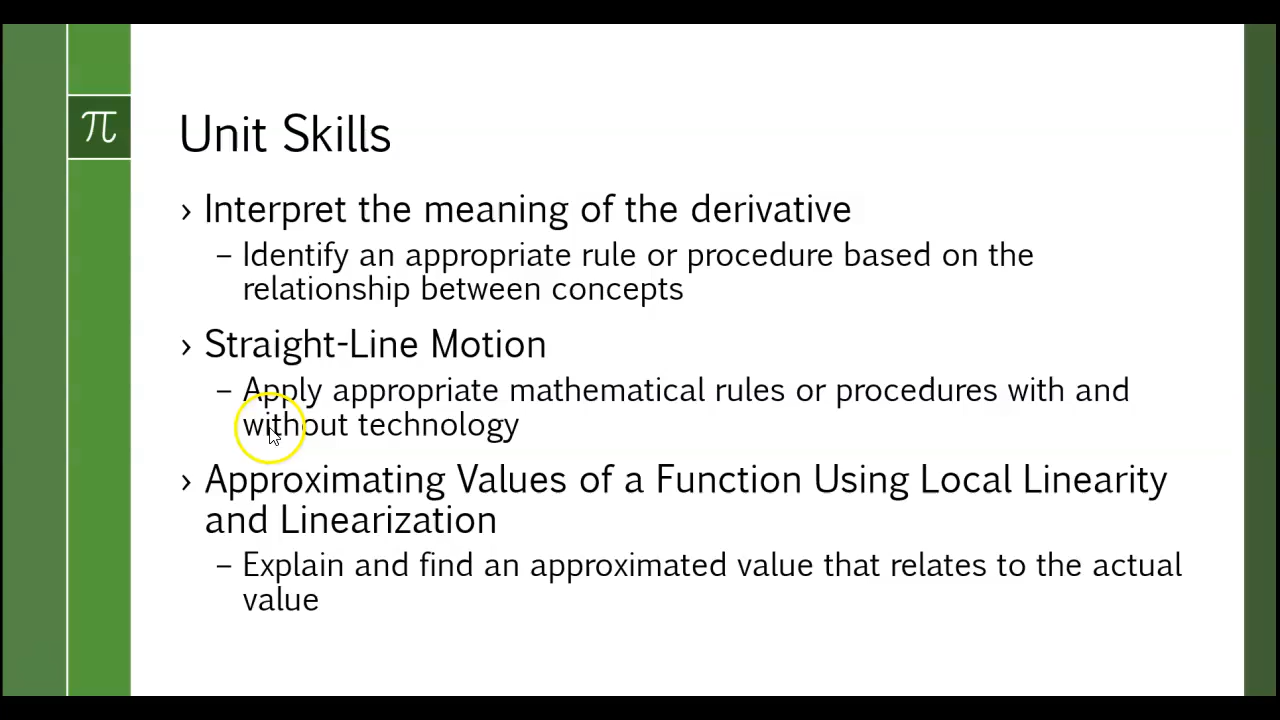 π
Unit Skills
› Interpret the meaning of the derivative
– Identify an appropriate rule or procedure based on the
relationship between concepts
› Straight-Line Motion
– Apply appropriate mathematical rules or procedures with and
without technology
› Approximating Values of a Function Using Local Linearity
and Linearization
– Explain and find an approximated value that relates to the actual
value